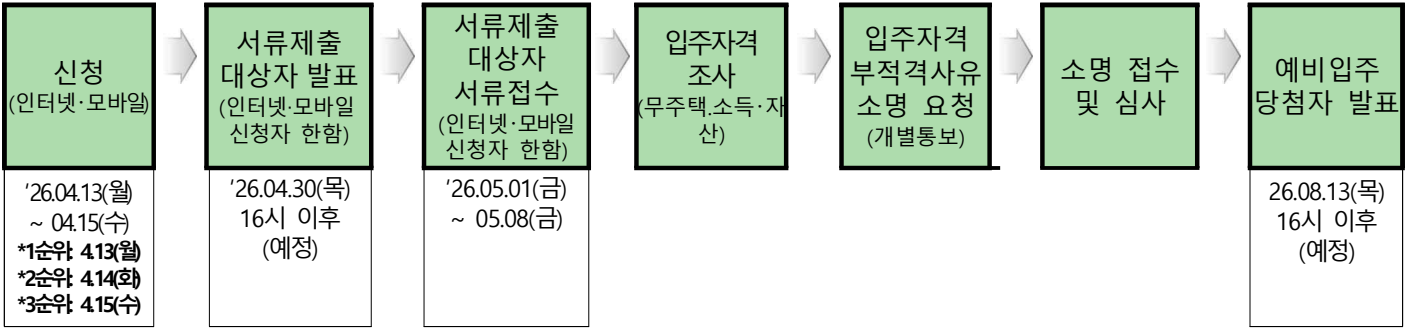 신청
(인터넷·모바일)
서류제출
대상자 발표
(인터넷·모바일
신청자 한함)
서류제출
대상자
서류접수
(인터넷·모바일
신청자 한함)
입주자격
조사
(무주택.소득·자
산)
입주자격
부적격사유
소명 요청
(개별통보)
소명 접수
및 심사
예비입주
당첨자 발표
’26.04.13(월)
~ 04.15(수)
*1순위: 4.13(월)
*2순위: 4.14(화)
*3순위: 4.15(수)
’26.04.30(목)
16시 이후
(예정)
’26.05.01(금)
~ 05.08(금)
26.08.13(목)
16시 이후
(예정)